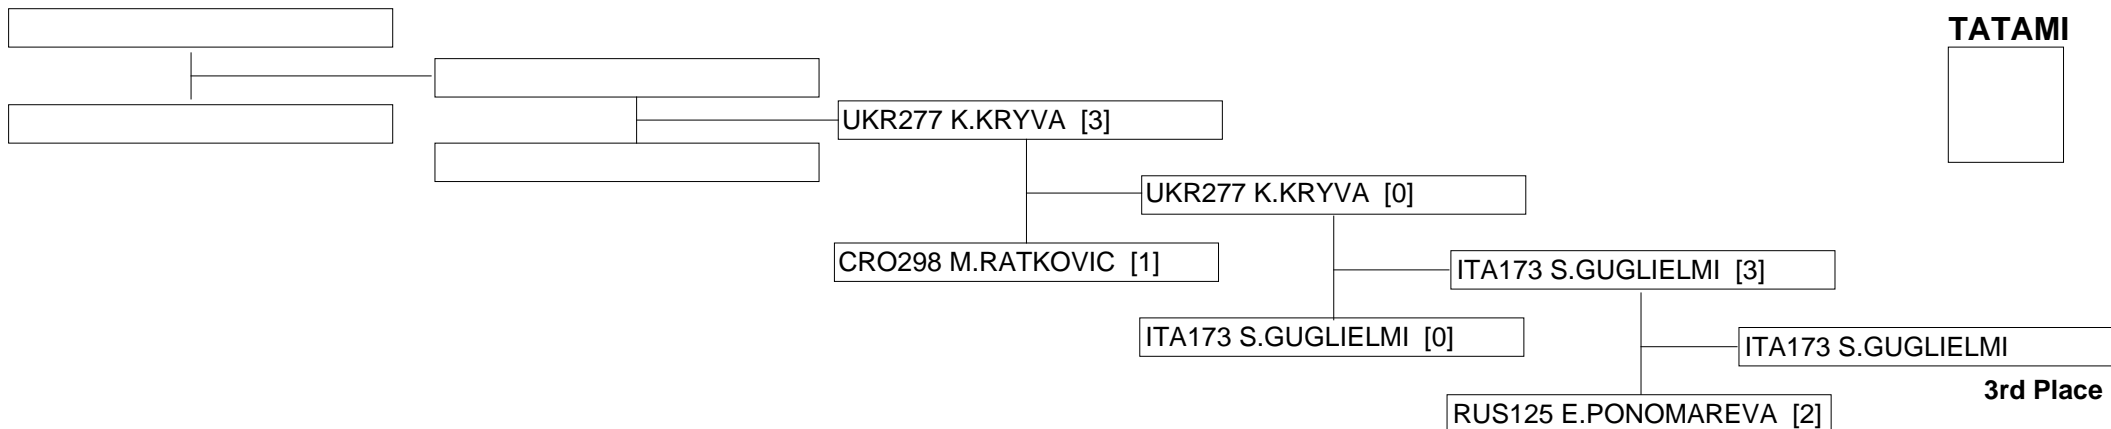 TATAMI
UKR277 K.KRYVA [3]
UKR277 K.KRYVA [0]
CRO298 M.RATKOVIC [1]
ITA173 S.GUGLIELMI [3]
ITA173 S.GUGLIELMI [0]
ITA173 S.GUGLIELMI
3rd Place
RUS125 E.PONOMAREVA [2]